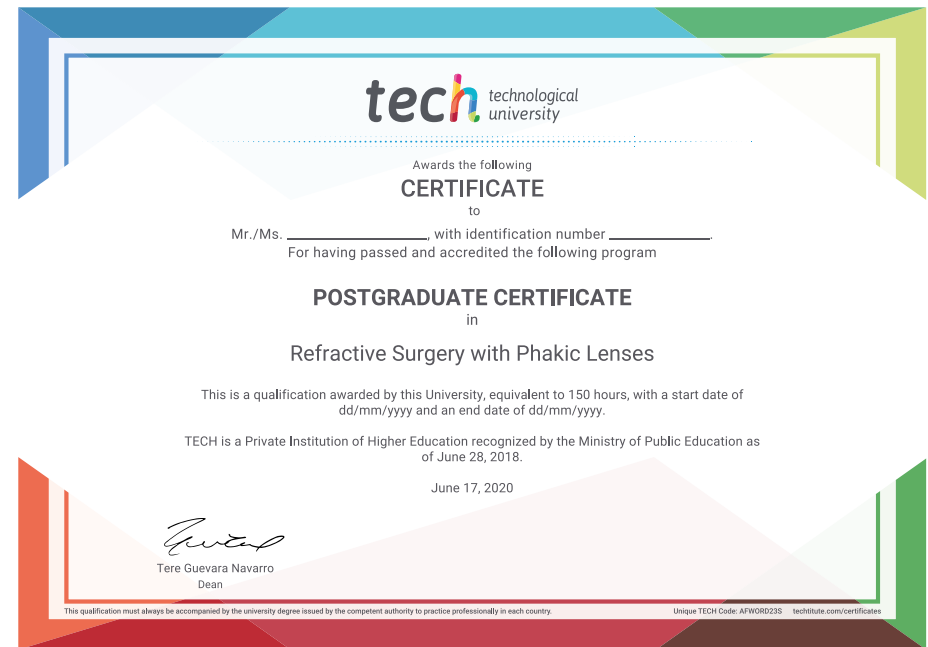 tech technological
university
Awards the following
CERTIFICATE
to
Mr./Ms. ____________________, with identification number ______________.
For having passed and accredited the following program
POSTGRADUATE CERTIFICATE
in
Refractive Surgery with Phakic Lenses
This is a qualification awarded by this University, equivalent to 150 hours, with a start date of
dd/mm/yyyy and an end date of dd/mm/yyyy.
TECH is a Private Institution of Higher Education recognized by the Ministry of Public Education as
of June 28, 2018.
June 17, 2020
Tere Guevara Navarro
Dean
This qualification must always be accompanied by the university degree issued by the competent authority to practice professionally in each country. Unique TECH Code: AFWORD23S techtitute.com/certificates